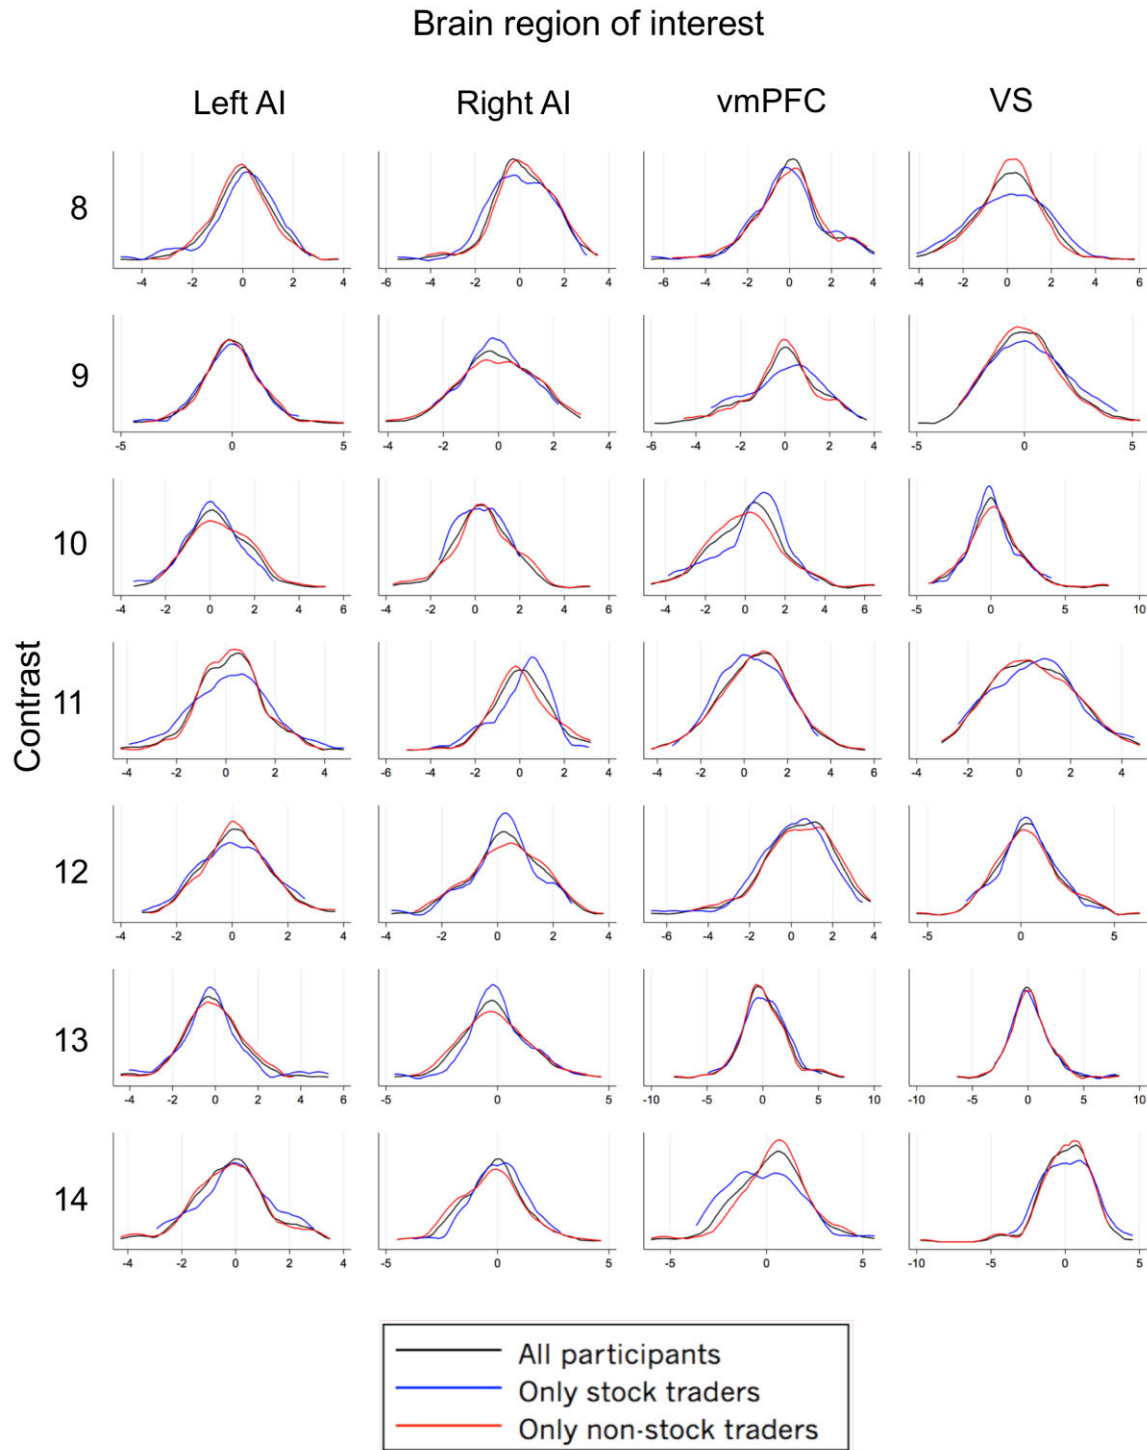 Brain region of interest
Left AI Right AI vmPFC VS
8
-4 -2 0 2 4 -6 -4 -2 0 2 4 -6 -4 -2 0 2 4 -4 -2 0 2 4 6
9
-5 0 5 -4 -2 0 2 4 -6 -4 -2 0 2 4 -5 0 5
10
-4 -2 0 2 4 6 -4 -2 0 2 4 6 -4 -2 0 2 4 6 -5 0 5 10
Contrast
11
-4 -2 0 2 4 -6 -4 -2 0 2 4 -4 -2 0 2 4 6 -4 -2 0 2 4
12
-4 -2 0 2 4 -4 -2 0 2 4 -6 -4 -2 0 2 4 -5 0 5
13
-4 -2 0 2 4 6 -5 0 5 -10 -5 0 5 10 -10 -5 0 5 10
14
-4 -2 0 2 4 -5 0 5 -5 0 5 -10 -5 0 5
All participants
Only stock traders
Only non-stock traders